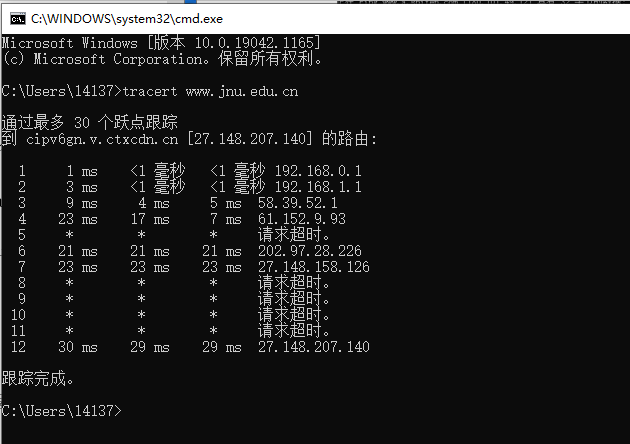 C:\WINDOWS\system32\cmd.exe
Microsoft Windows [版本 10.0.19042.1165]
(c) Microsoft Corporation。保留所有权利。
C:\Users\14137>tracert www.jnu.edu.cn
通过最多 30 个跃点跟踪
到 cipv6gn.v.ctxcdn.cn [27.148.207.140] 的路由:
1 1 ms <1 毫秒 <1 毫秒 192.168.0.1
2 3 ms <1 毫秒 <1 毫秒 192.168.1.1
3 9 ms 4 ms 5 ms 58.39.52.1
4 23 ms 17 ms 7 ms 61.152.9.93
5 * * * 请求超时。
6 21 ms 21 ms 21 ms 202.97.28.226
7 23 ms 23 ms 23 ms 27.148.158.126
8 * * * 请求超时。
9 * * * 请求超时。
10 * * * 请求超时。
11 * * * 请求超时。
12 30 ms 29 ms 29 ms 27.148.207.140
跟踪完成。
C:\Users\14137>